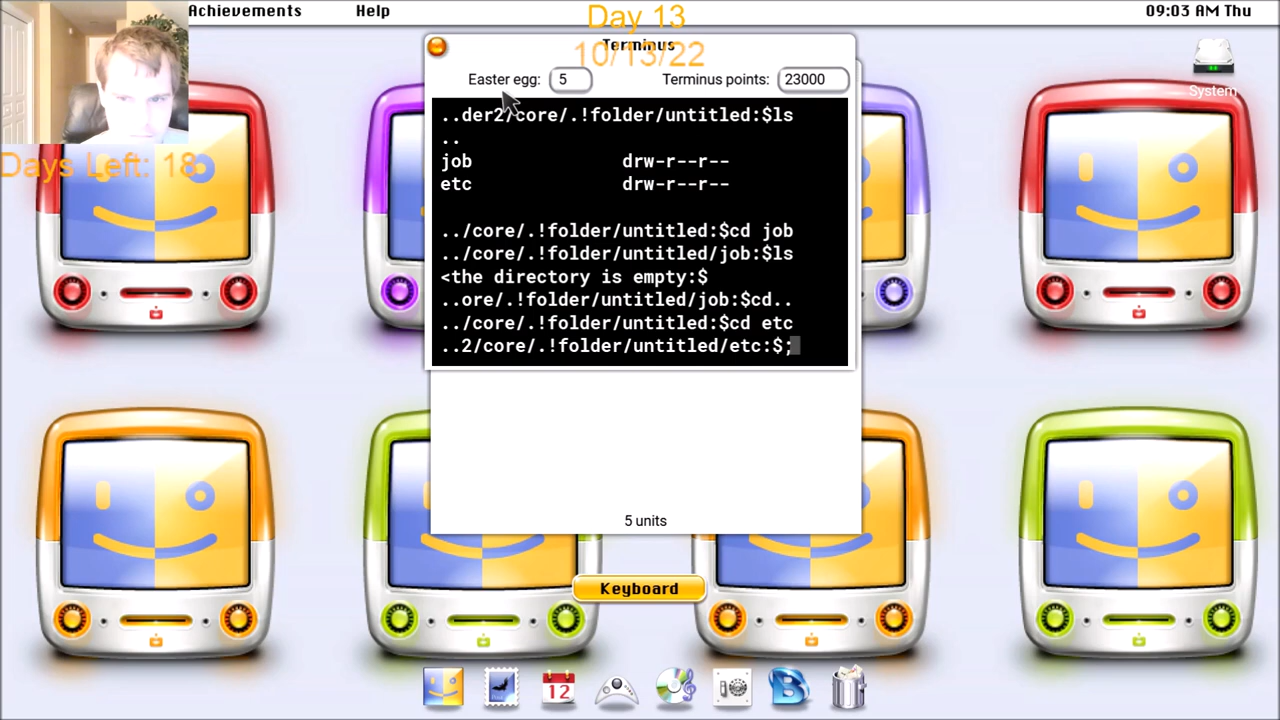 Achievements Help 09:03 AM Thu
Day 13
10/13/22
Terminus
Easter egg: 5 Terminus points: 23000
System
Days Left: 18
..der2/core/.!folder/untitled:$ls
..
job drw-r--r--
etc drw-r--r--
../core/.!folder/untitled:$cd job
../core/.!folder/untitled/job:$ls
<the directory is empty:$
..ore/.!folder/untitled/job:$cd..
../core/.!folder/untitled:$cd etc
..2/core/.!folder/untitled/etc:$;
5 units
Keyboard
12